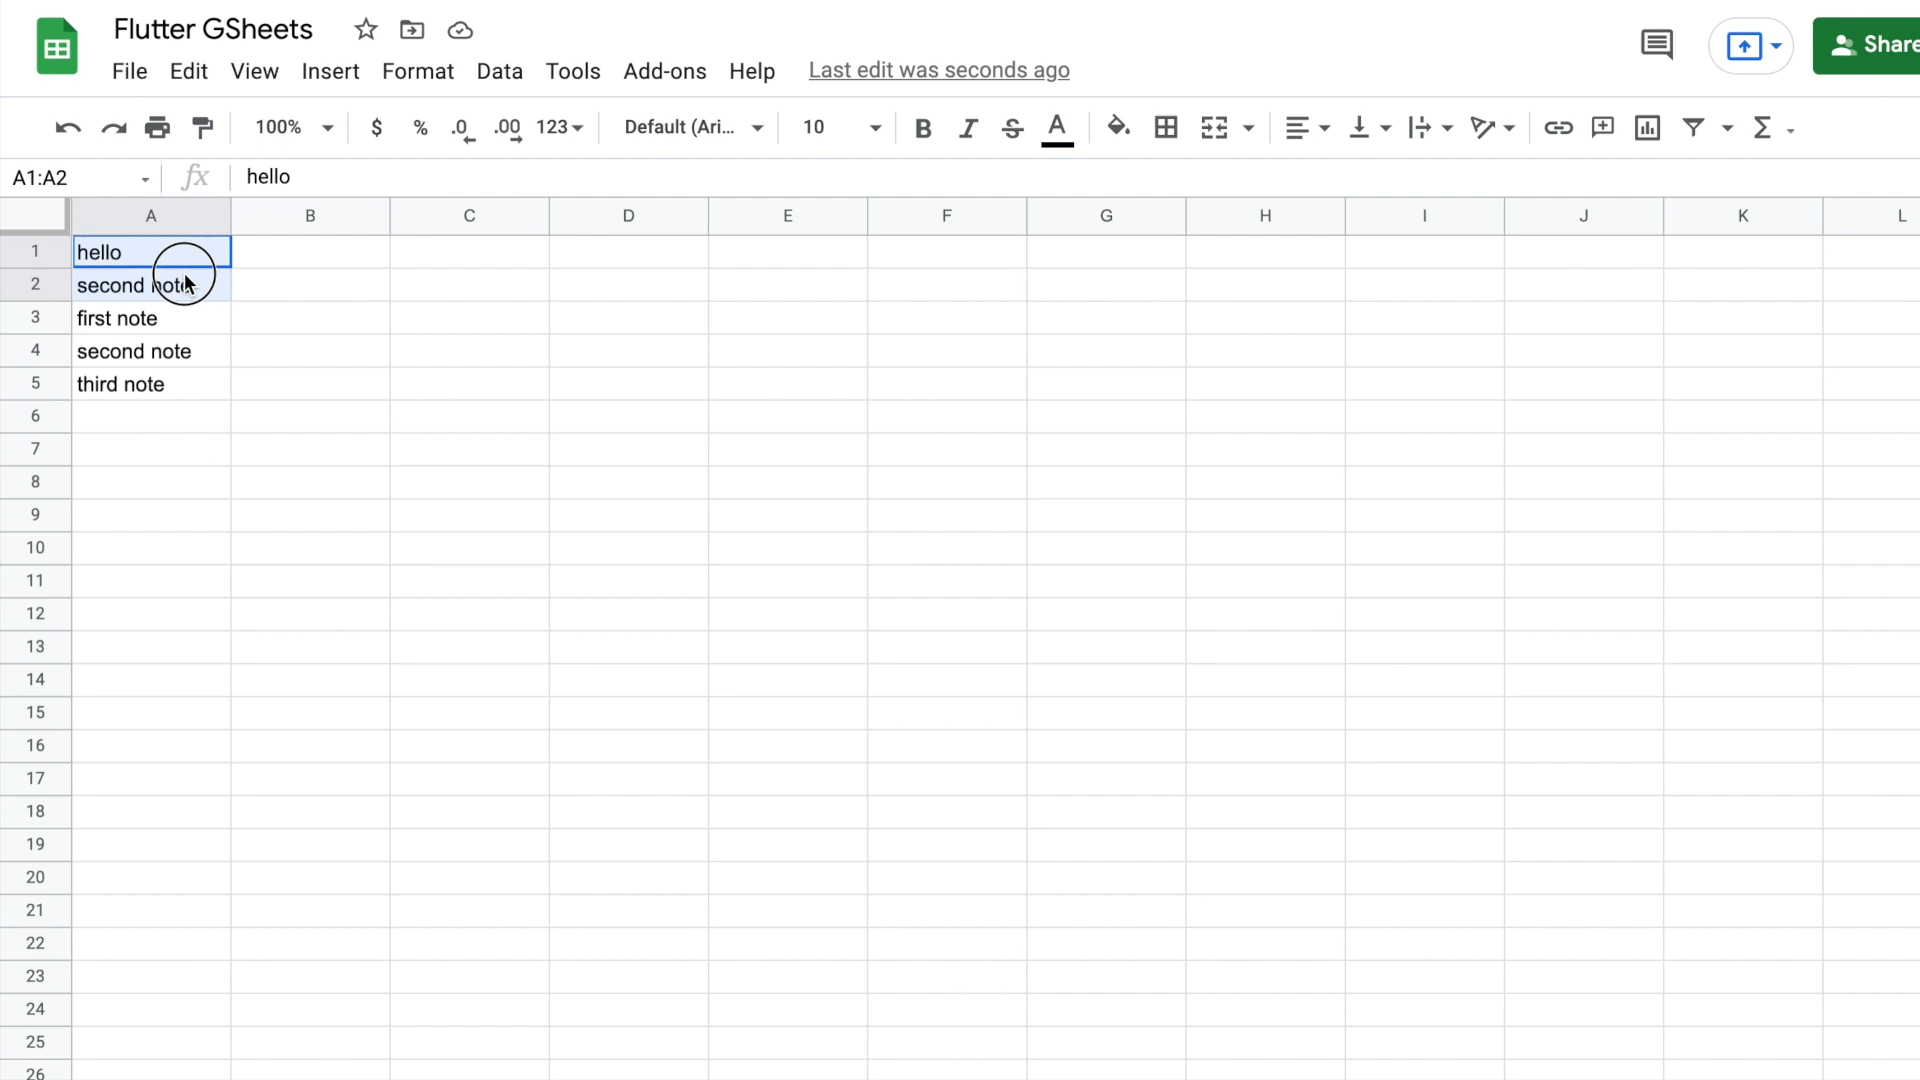 Flutter GSheets
File Edit View Insert Format Data Tools Add-ons Help Last edit was seconds ago
Share
100% $ % .0 .00 123 Default (Ari... 10 B I S A
A1:A2 fx hello
A B C D E F G H I J K L
1 hello
2 second note
3 first note
4 second note
5 third note
6
7
8
9
10
11
12
13
14
15
16
17
18
19
20
21
22
23
24
25
26